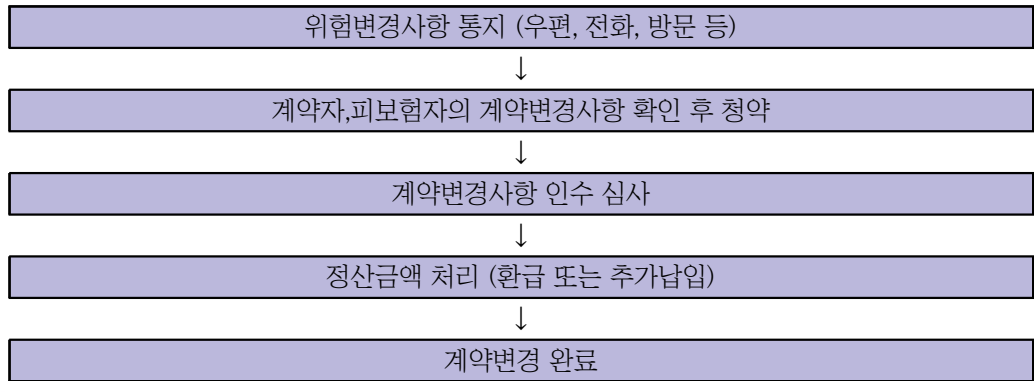 위험변경사항 통지 (우편, 전화, 방문 등)
↓
계약자,피보험자의 계약변경사항 확인 후 청약
↓
계약변경사항 인수 심사
↓
정산금액 처리 (환급 또는 추가납입)
↓
계약변경 완료